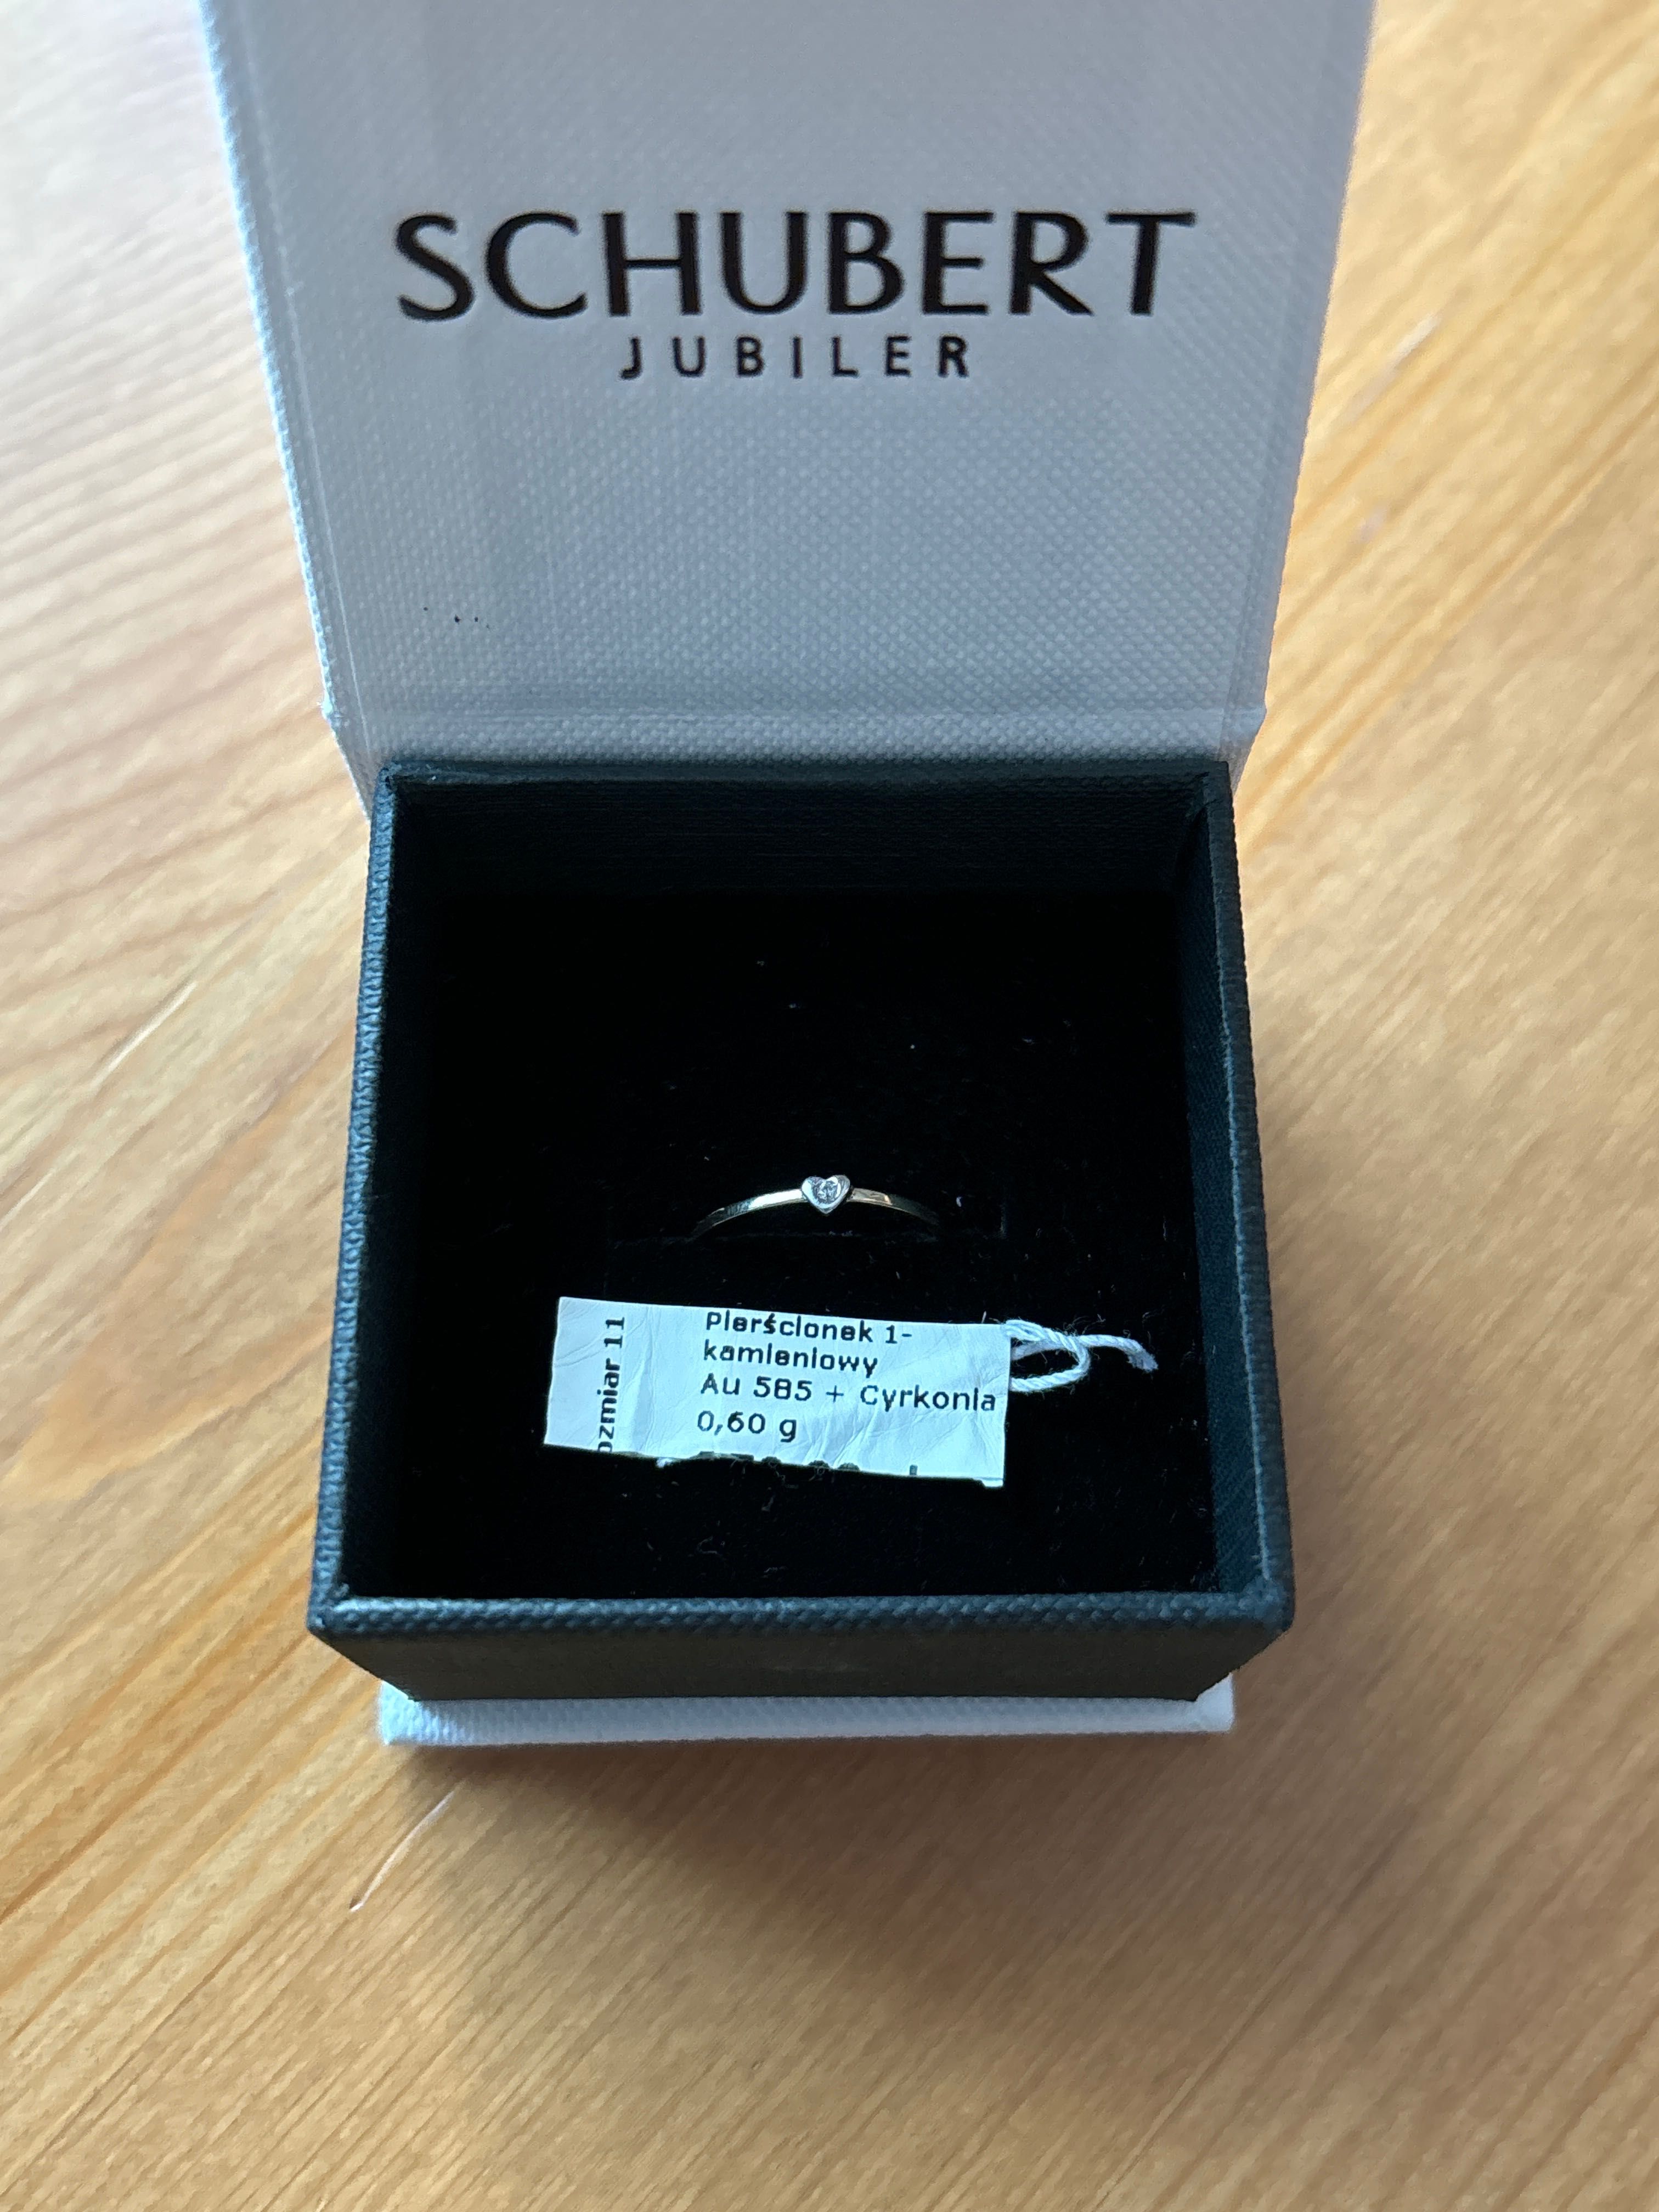 SCHUBERT
JUBILER
ozmiar 11
Pierścionek 1-
kamieniowy
Au 585 + Cyrkonia
0,60 g